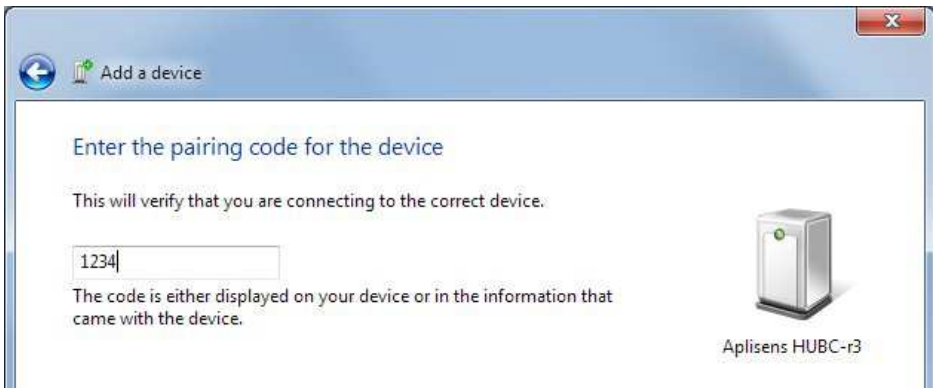 Add a device
Enter the pairing code for the device
This will verify that you are connecting to the correct device.
1234
The code is either displayed on your device or in the information that
came with the device.
Aplisens HUBC-r3